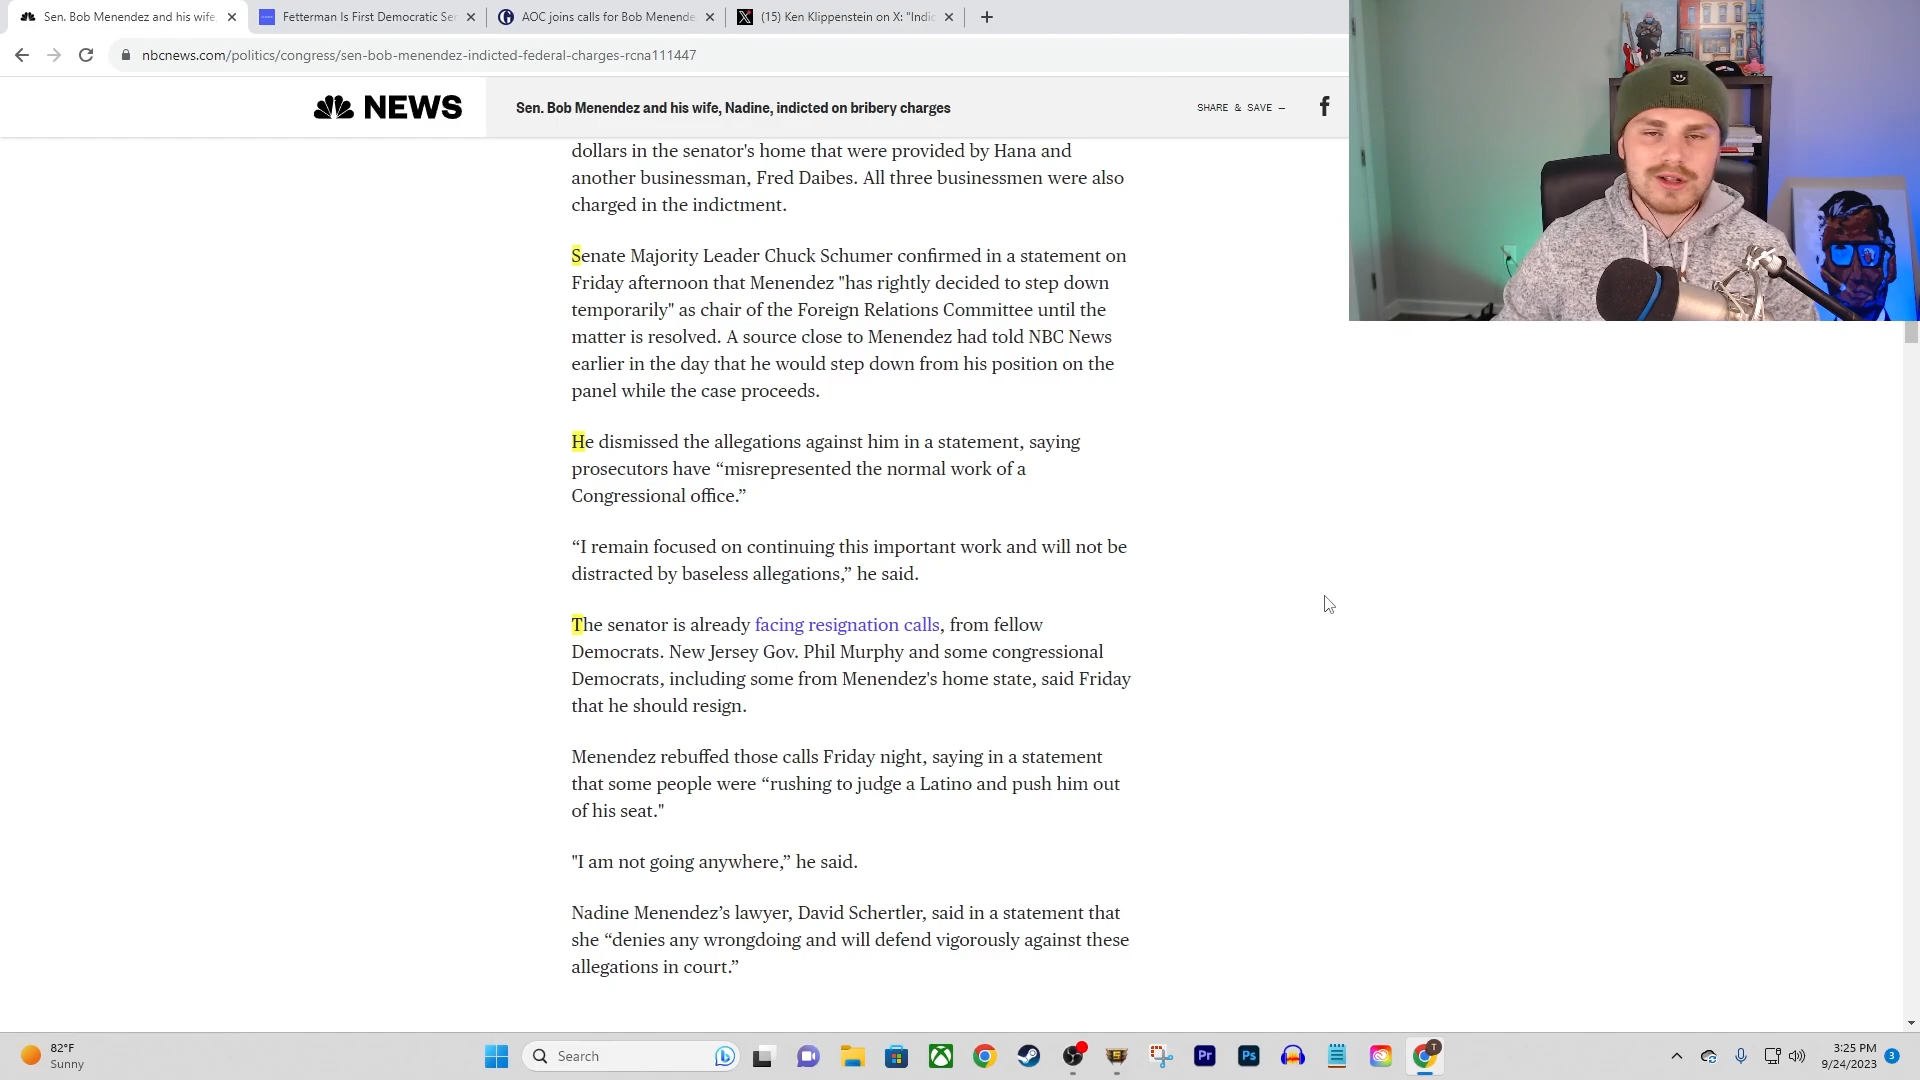 Sen. Bob Menendez and his wife,
Fetterman Is First Democratic Sen
AOC joins calls for Bob Menende
(15) Ken Klippenstein on X: "Indic
nbcnews.com/politics/congress/sen-bob-menendez-indicted-federal-charges-rcna111447
NEWS
Sen. Bob Menendez and his wife, Nadine, indicted on bribery charges
SHARE & SAVE —
dollars in the senator's home that were provided by Hana and
another businessman, Fred Daibes. All three businessmen were also
charged in the indictment.
Senate Majority Leader Chuck Schumer confirmed in a statement on
Friday afternoon that Menendez "has rightly decided to step down
temporarily" as chair of the Foreign Relations Committee until the
matter is resolved. A source close to Menendez had told NBC News
earlier in the day that he would step down from his position on the
panel while the case proceeds.
He dismissed the allegations against him in a statement, saying
prosecutors have “misrepresented the normal work of a
Congressional office.”
“I remain focused on continuing this important work and will not be
distracted by baseless allegations,” he said.
The senator is already facing resignation calls, from fellow
Democrats. New Jersey Gov. Phil Murphy and some congressional
Democrats, including some from Menendez's home state, said Friday
that he should resign.
Menendez rebuffed those calls Friday night, saying in a statement
that some people were “rushing to judge a Latino and push him out
of his seat."
"I am not going anywhere,” he said.
Nadine Menendez’s lawyer, David Schertler, said in a statement that
she “denies any wrongdoing and will defend vigorously against these
allegations in court.”
82°F
Sunny
Search
Pr
Ps
T
3:25 PM
9/24/2023
3